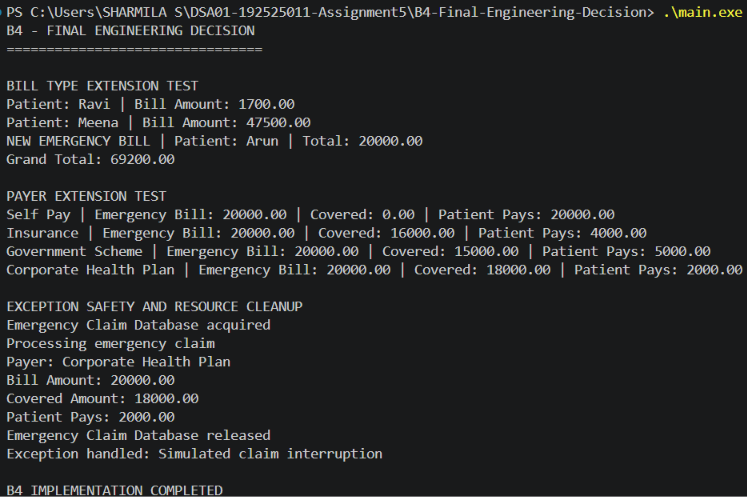 PS C:\Users\SHARMILA S\DSA01-192525011-Assignment5\B4-Final-Engineering-Decision> .\main.exe
B4 - FINAL ENGINEERING DECISION
================================
BILL TYPE EXTENSION TEST
Patient: Ravi | Bill Amount: 1700.00
Patient: Meena | Bill Amount: 47500.00
NEW EMERGENCY BILL | Patient: Arun | Total: 20000.00
Grand Total: 69200.00
PAYER EXTENSION TEST
Self Pay | Emergency Bill: 20000.00 | Covered: 0.00 | Patient Pays: 20000.00
Insurance | Emergency Bill: 20000.00 | Covered: 16000.00 | Patient Pays: 4000.00
Government Scheme | Emergency Bill: 20000.00 | Covered: 15000.00 | Patient Pays: 5000.00
Corporate Health Plan | Emergency Bill: 20000.00 | Covered: 18000.00 | Patient Pays: 2000.00
EXCEPTION SAFETY AND RESOURCE CLEANUP
Emergency Claim Database acquired
Processing emergency claim
Payer: Corporate Health Plan
Bill Amount: 20000.00
Covered Amount: 18000.00
Patient Pays: 2000.00
Emergency Claim Database released
Exception handled: Simulated claim interruption
B4 IMPLEMENTATION COMPLETED